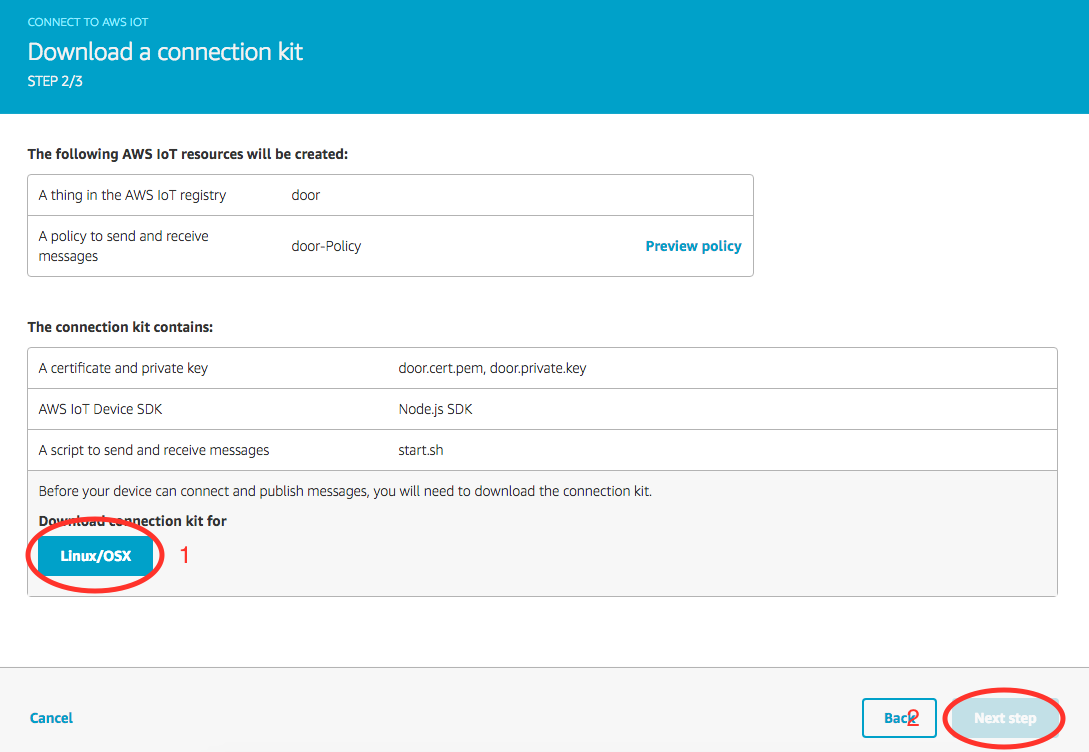 CONNECT TO AWS IOT
Download a connection kit
STEP 2/3
The following AWS IoT resources will be created:
A thing in the AWS IoT registry door
A policy to send and receive
messages
door-Policy Preview policy
The connection kit contains:
A certificate and private key door.cert.pem, door.private.key
AWS IoT Device SDK Node.js SDK
A script to send and receive messages start.sh
Before your device can connect and publish messages, you will need to download the connection kit.
Download connection kit for
Linux/OSX 1
Cancel Back 2 Next step